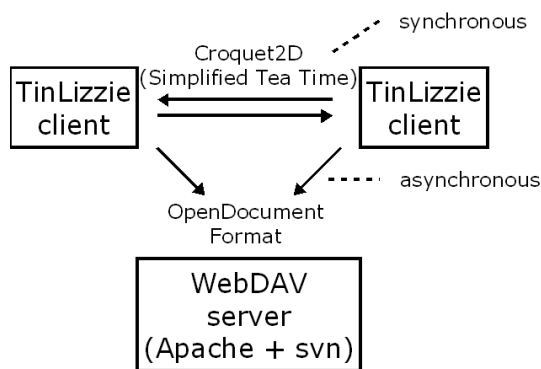 synchronous
Croquet2D
(Simplified Tea Time)
TinLizzie
client
TinLizzie
client
asynchronous
OpenDocument
Format
WebDAV
server
(Apache + svn)